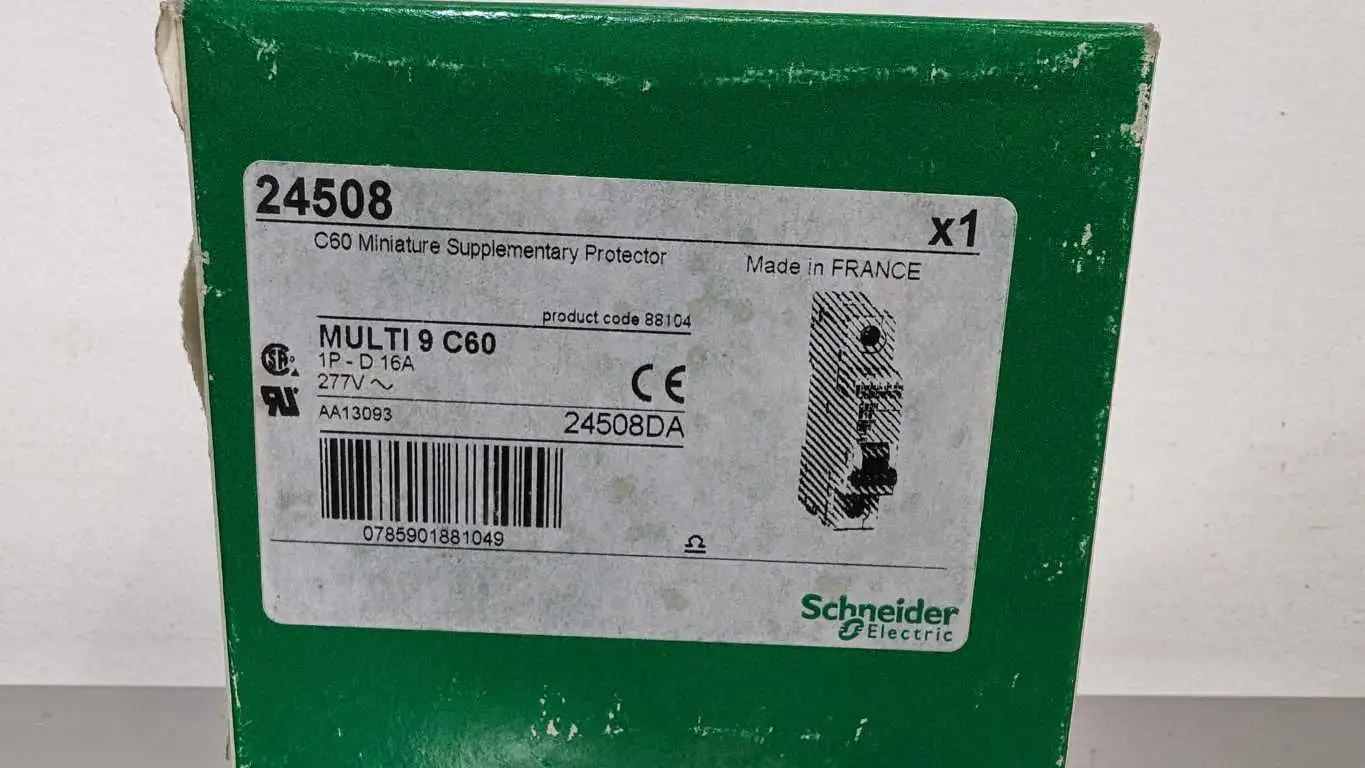 24508
x1
C60 Miniature Supplementary Protector
Made in FRANCE
product code 88104
MULTI 9 C60
1P - D 16A
277V ~
CE
AA13093
24508DA
0785901881049
Schneider
Electric